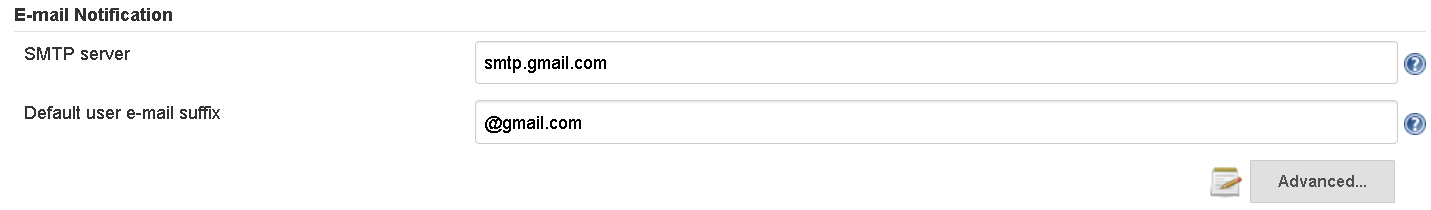 E-mail Notification
SMTP server
smtp.gmail.com
Default user e-mail suffix
@gmail.com
Advanced...